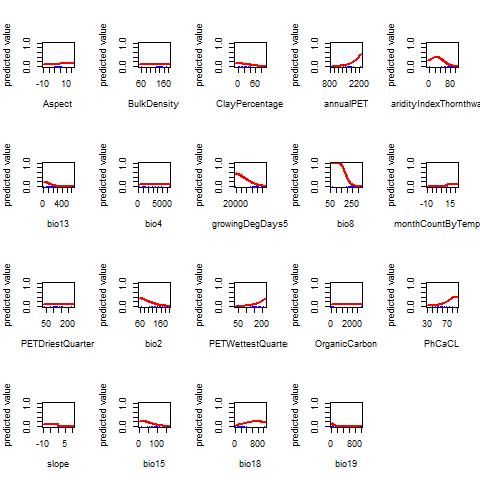 predicted value
0.0 1.0
-10 10
Aspect
predicted value
0.0 1.0
60 160
BulkDensity
predicted value
0.0 1.0
0 60
ClayPercentage
predicted value
0.0 1.0
800 2200
annualPET
predicted value
0.0 1.0
0 80
aridityIndexThornthwa
predicted value
0.0 1.0
0 400
bio13
predicted value
0.0 1.0
0 5000
bio4
predicted value
0.0 1.0
20000
growingDegDays5
predicted value
0.0 1.0
50 250
bio8
predicted value
0.0 1.0
-10 15
monthCountByTemp
predicted value
0.0 1.0
50 200
PETDriestQuarter
predicted value
0.0 1.0
60 160
bio2
predicted value
0.0 1.0
50 200
PETWettestQuarte
predicted value
0.0 1.0
0 2000
OrganicCarbon
predicted value
0.0 1.0
30 70
PhCaCL
predicted value
0.0 1.0
-10 5
slope
predicted value
0.0 1.0
0 100
bio15
predicted value
0.0 1.0
0 800
bio18
predicted value
0.0 1.0
0 800
bio19